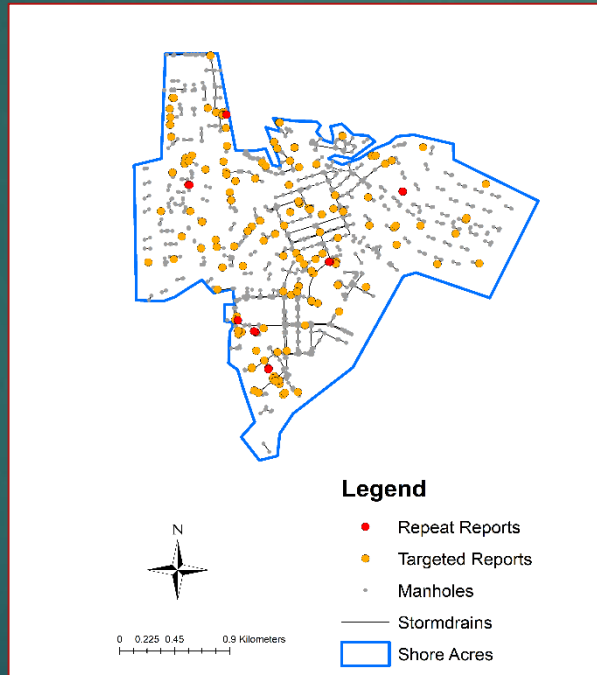 Legend
Repeat Reports
Targeted Reports
Manholes
Stormdrains
Shore Acres
N
0 0.225 0.45 0.9 Kilometers